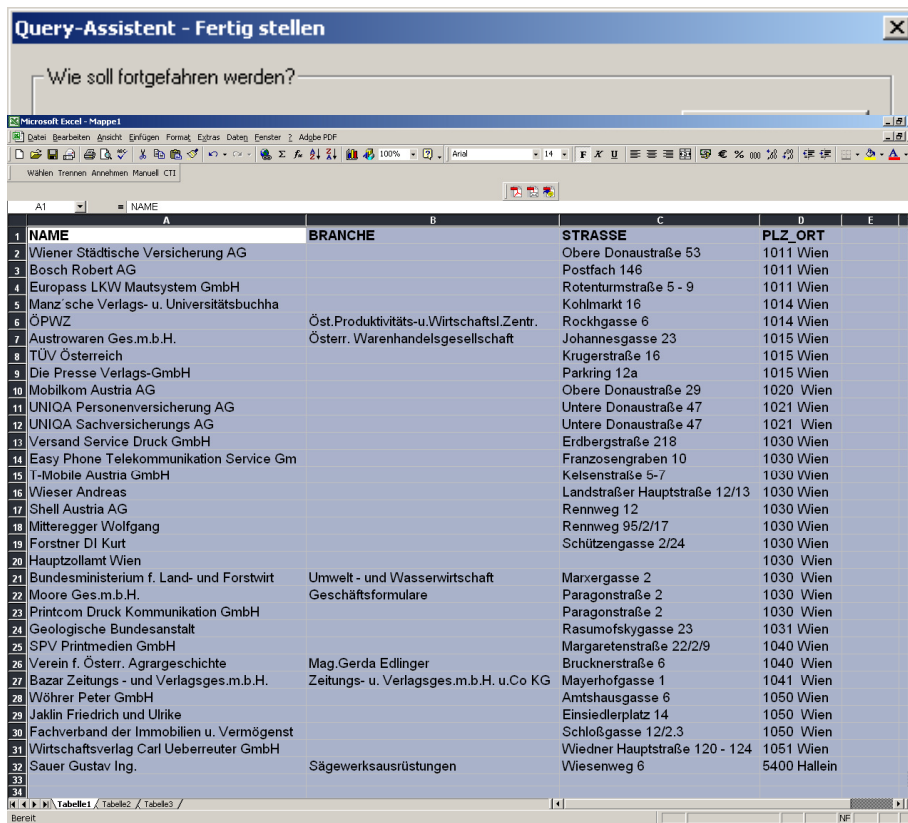 Query-Assistent - Fertig stellen
Wie soll fortgefahren werden?
Microsoft Excel - Mappe1
Datei Bearbeiten Ansicht Einfügen Format Extras Daten Fenster ? Adobe PDF
100% Arial 14 F K U € % 000
Wählen Trennen Annehmen Manuell CTI
A1 = NAME
A B C D E
1 NAME BRANCHE STRASSE PLZ_ORT
2 Wiener Städtische Versicherung AG Obere Donaustraße 53 1011 Wien
3 Bosch Robert AG Postfach 146 1011 Wien
4 Europass LKW Mautsystem GmbH Rotenturmstraße 5 - 9 1011 Wien
5 Manz´sche Verlags- u. Universitätsbuchha Kohlmarkt 16 1014 Wien
6 ÖPWZ Öst.Produktivitäts-u.Wirtschaftsl.Zentr. Rockhgasse 6 1014 Wien
7 Austrowaren Ges.m.b.H. Österr. Warenhandelsgesellschaft Johannesgasse 23 1015 Wien
8 TÜV Österreich Krugerstraße 16 1015 Wien
9 Die Presse Verlags-GmbH Parkring 12a 1015 Wien
10 Mobilkom Austria AG Obere Donaustraße 29 1020 Wien
11 UNIQA Personenversicherung AG Untere Donaustraße 47 1021 Wien
12 UNIQA Sachversicherungs AG Untere Donaustraße 47 1021 Wien
13 Versand Service Druck GmbH Erdbergstraße 218 1030 Wien
14 Easy Phone Telekommunikation Service Gm Franzosengraben 10 1030 Wien
15 T-Mobile Austria GmbH Kelsenstraße 5-7 1030 Wien
16 Wieser Andreas Landstraßer Hauptstraße 12/13 1030 Wien
17 Shell Austria AG Rennweg 12 1030 Wien
18 Mitteregger Wolfgang Rennweg 95/2/17 1030 Wien
19 Forstner DI Kurt Schützengasse 2/24 1030 Wien
20 Hauptzollamt Wien 1030 Wien
21 Bundesministerium f. Land- und Forstwirt Umwelt - und Wasserwirtschaft Marxergasse 2 1030 Wien
22 Moore Ges.m.b.H. Geschäftsformulare Paragonstraße 2 1030 Wien
23 Printcom Druck Kommunikation GmbH Paragonstraße 2 1030 Wien
24 Geologische Bundesanstalt Rasumofskygasse 23 1031 Wien
25 SPV Printmedien GmbH Margaretenstraße 22/2/9 1040 Wien
26 Verein f. Österr. Agrargeschichte Mag.Gerda Edlinger Brucknerstraße 6 1040 Wien
27 Bazar Zeitungs - und Verlagsges.m.b.H. Zeitungs- u. Verlagsges.m.b.H. u.Co KG Mayerhofgasse 1 1041 Wien
28 Wöhrer Peter GmbH Amtshausgasse 6 1050 Wien
29 Jaklin Friedrich und Ulrike Einsiedlerplatz 14 1050 Wien
30 Fachverband der Immobilien u. Vermögenst Schloßgasse 12/2.3 1050 Wien
31 Wirtschaftsverlag Carl Ueberreuter GmbH Wiedner Hauptstraße 120 - 124 1051 Wien
32 Sauer Gustav Ing. Sägewerksausrüstungen Wiesenweg 6 5400 Hallein
33
34
Tabelle1 Tabelle2 Tabelle3
Bereit NF